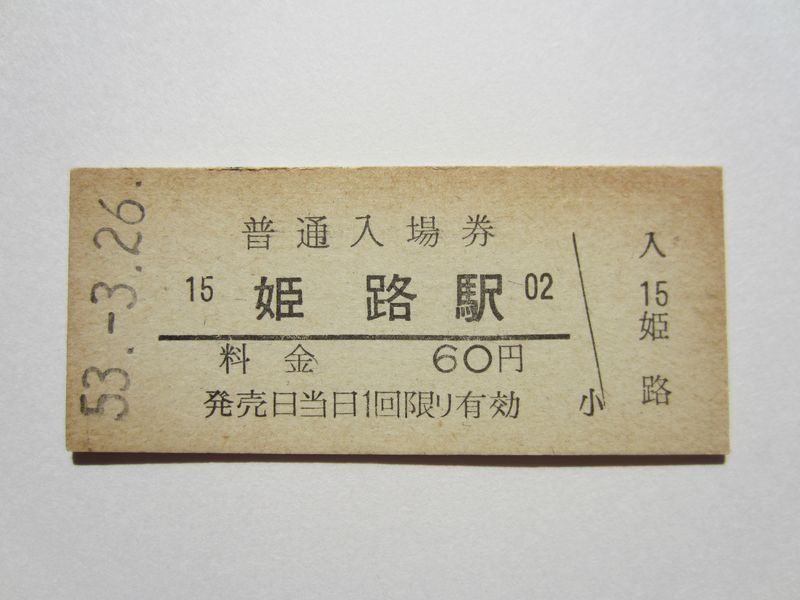 53.-3.26.
普通入場券
15 姫路駅 02
料金 60円
発売日当日1回限り有効 小
入
15
姫
路